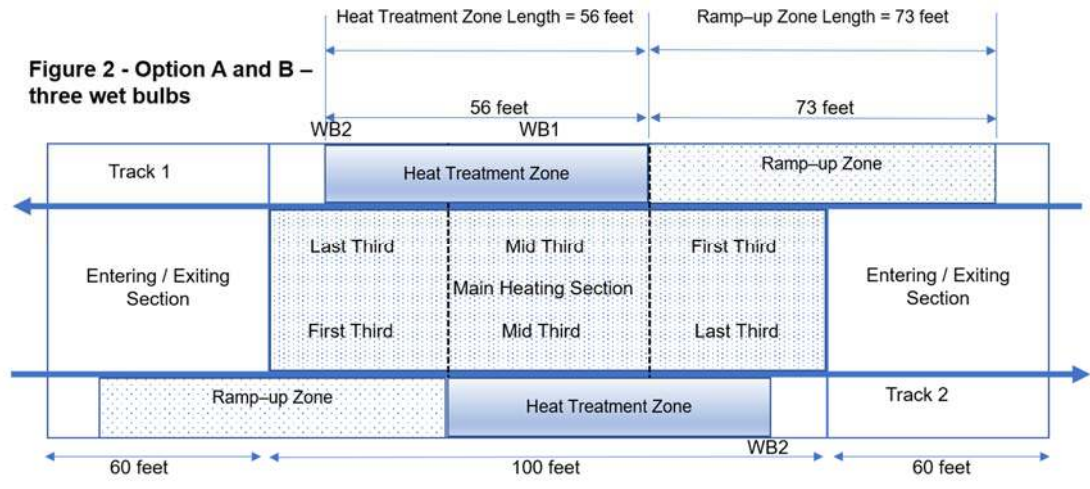 Heat Treatment Zone Length = 56 feet
Ramp–up Zone Length = 73 feet
Figure 2 - Option A and B –
three wet bulbs
56 feet
73 feet
WB2
WB1
Track 1
Heat Treatment Zone
Ramp–up Zone
Last Third
Mid Third
First Third
Entering / Exiting
Section
Main Heating Section
Entering / Exiting
Section
First Third
Mid Third
Last Third
Ramp–up Zone
Heat Treatment Zone
Track 2
WB2
60 feet
100 feet
60 feet